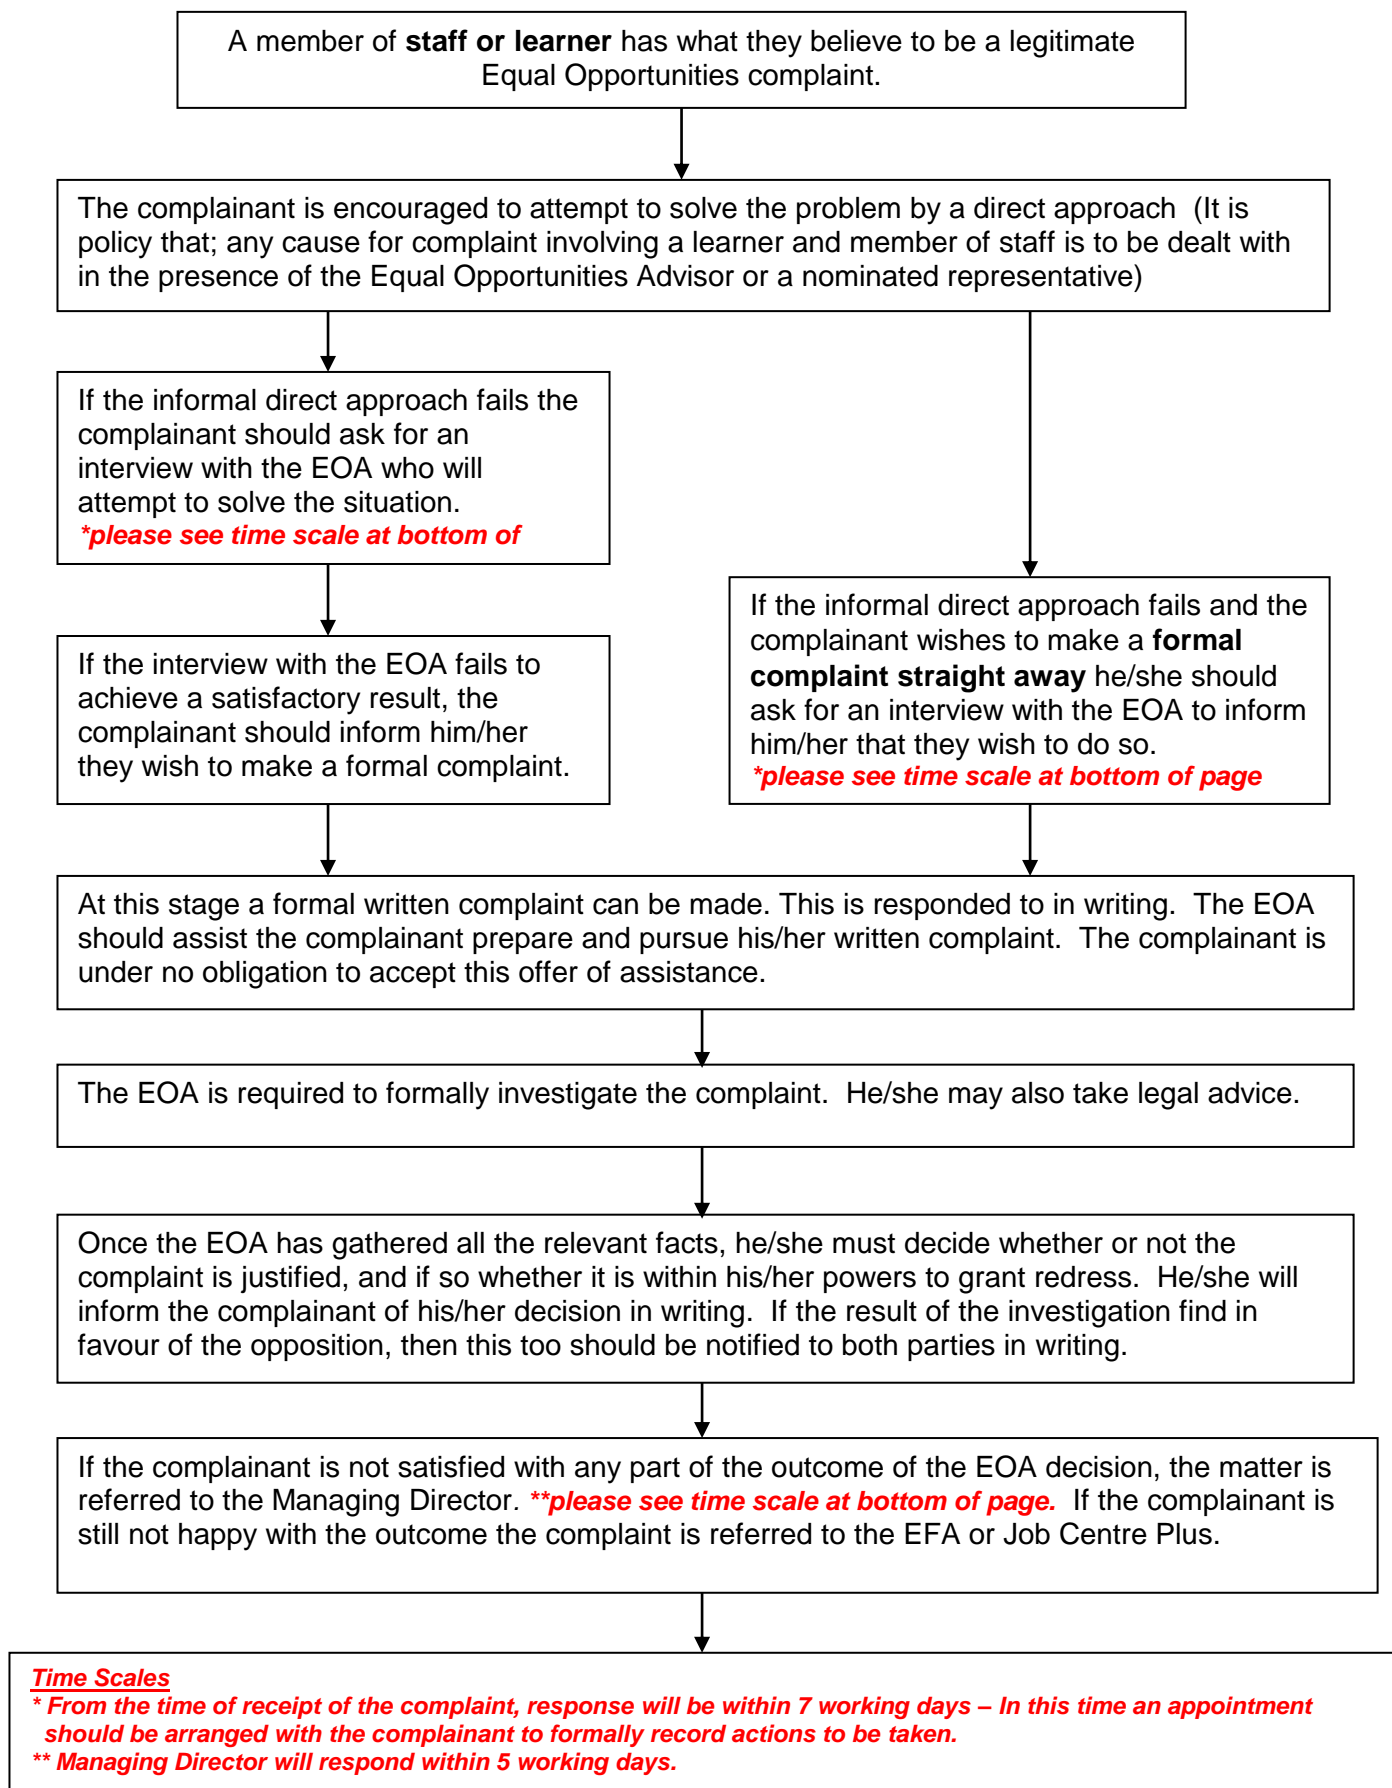 A member of staff or learner has what they believe to be a legitimate
Equal Opportunities complaint.
The complainant is encouraged to attempt to solve the problem by a direct approach (It is
policy that; any cause for complaint involving a learner and member of staff is to be dealt with
in the presence of the Equal Opportunities Advisor or a nominated representative)
If the informal direct approach fails the
complainant should ask for an
interview with the EOA who will
attempt to solve the situation.
*please see time scale at bottom of
If the interview with the EOA fails to
achieve a satisfactory result, the
complainant should inform him/her
they wish to make a formal complaint.
If the informal direct approach fails and the
complainant wishes to make a formal
complaint straight away he/she should
ask for an interview with the EOA to inform
him/her that they wish to do so.
*please see time scale at bottom of page
At this stage a formal written complaint can be made. This is responded to in writing. The EOA
should assist the complainant prepare and pursue his/her written complaint. The complainant is
under no obligation to accept this offer of assistance.
The EOA is required to formally investigate the complaint. He/she may also take legal advice.
Once the EOA has gathered all the relevant facts, he/she must decide whether or not the
complaint is justified, and if so whether it is within his/her powers to grant redress. He/she will
inform the complainant of his/her decision in writing. If the result of the investigation find in
favour of the opposition, then this too should be notified to both parties in writing.
If the complainant is not satisfied with any part of the outcome of the EOA decision, the matter is
referred to the Managing Director. **please see time scale at bottom of page. If the complainant is
still not happy with the outcome the complaint is referred to the EFA or Job Centre Plus.
Time Scales
* From the time of receipt of the complaint, response will be within 7 working days – In this time an appointment
should be arranged with the complainant to formally record actions to be taken.
** Managing Director will respond within 5 working days.